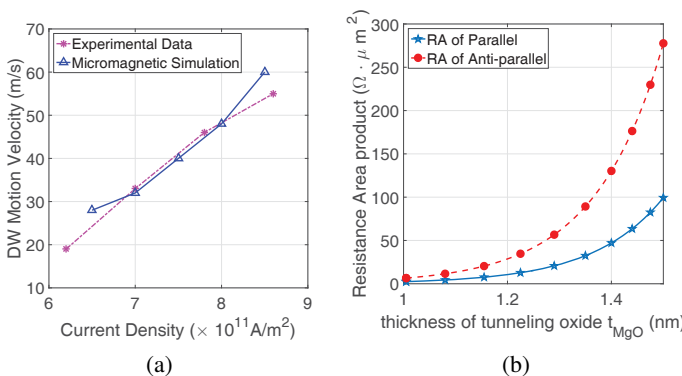 70
60
50
40
30
20
10
6
7
8
9
DW Motion Velocity (m/s)
Current Density (× 10¹¹A/m²)
Experimental Data
Micromagnetic Simulation
(a)
300
250
200
150
100
50
0
1
1.2
1.4
Resistance Area product (Ω · μ m²)
thickness of tunneling oxide t_MgO (nm)
RA of Parallel
RA of Anti-parallel
(b)